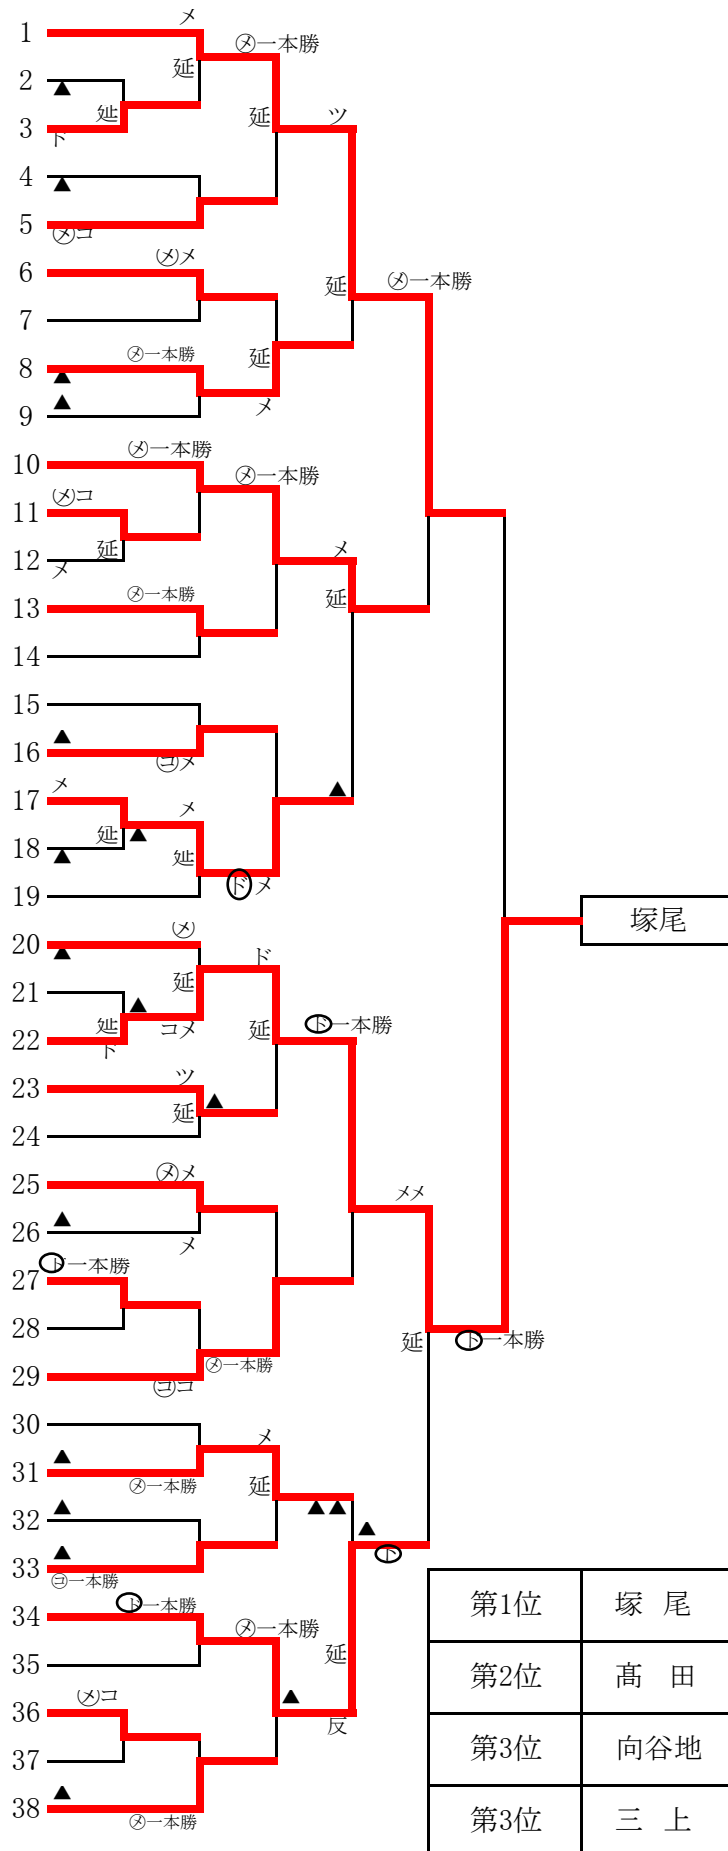 1 メ
㋱一本勝
延
2 ▲
延
3 ド
延 ツ
4 ▲
5 ㋱コ
6 ㋱メ
延 ㋱一本勝
7
8 ㋱一本勝
▲
延
9 ▲
メ
10 ㋱一本勝
㋱一本勝
11 ㋱コ
延
12 メ
メ
延
13 ㋱一本勝
14
15
16 ▲
㋙メ
17 メ
メ ▲
延 ▲
18 ▲
延
19 ㋣メ
塚尾
20 ㋱
▲
延 ド
21 ▲
延 コメ
22 ド
延 ㋣一本勝
23 ツ
延 ▲
24
25 ㋱メ
メメ
26 ▲
メ
27 ㋣一本勝
28
延 ㋣一本勝
29 ㋙コ
㋱一本勝
30
メ
31 ▲
㋱一本勝
延
32 ▲
▲▲
▲
33 ▲
㋙一本勝
㋣
34 ㋣一本勝
㋱一本勝
35
延
36 ㋱コ
▲
反
37
38 ▲
㋱一本勝
第1位 塚 尾
第2位 髙 田
第3位 向谷地
第3位 三 上